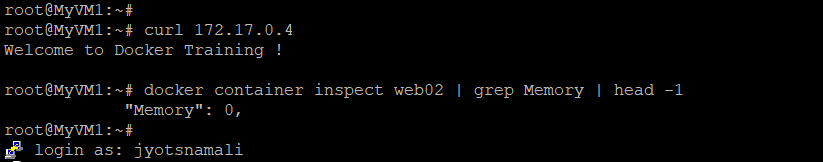 root@MyVM1:~#
root@MyVM1:~# curl 172.17.0.4
Welcome to Docker Training !
root@MyVM1:~# docker container inspect web02 | grep Memory | head -1
"Memory": 0,
root@MyVM1:~#
login as: jyotsnamali